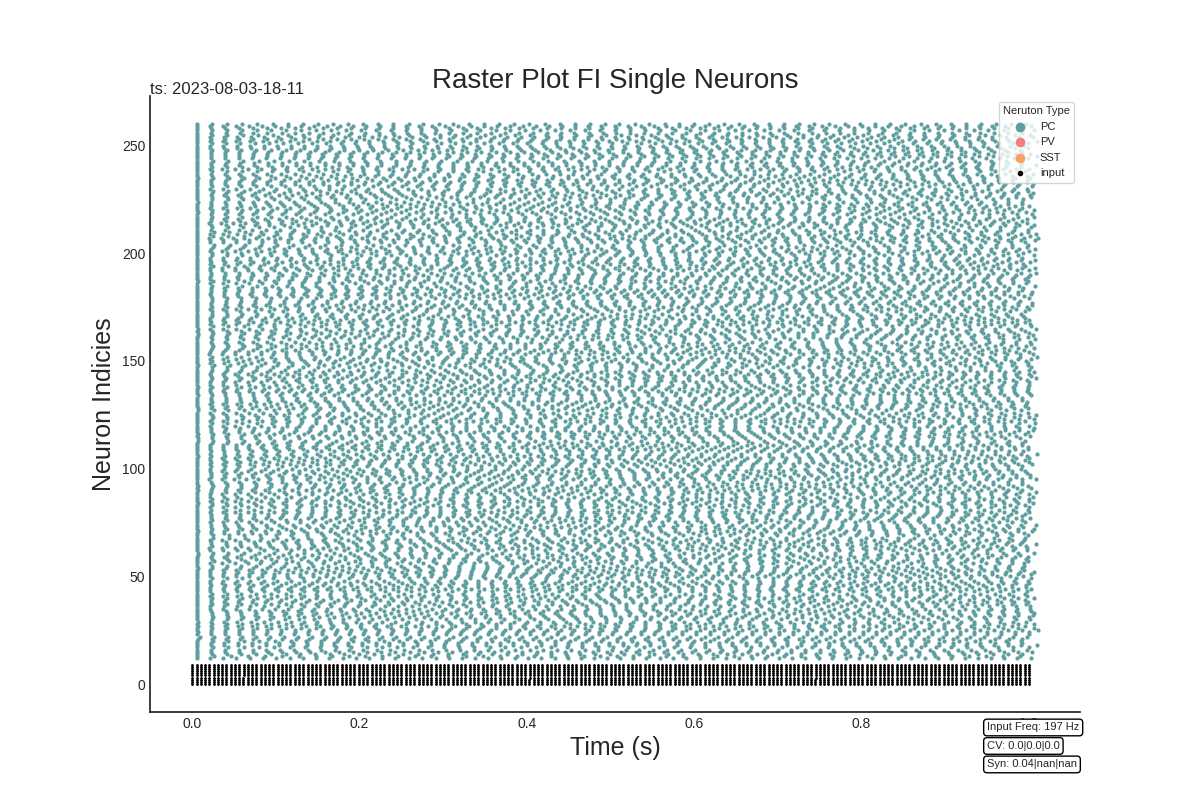 Raster Plot FI Single Neurons
ts: 2023-08-03-18-11
Neruton Type
PC
PV
SST
input
Neuron Indicies
250
200
150
100
50
0
0.0 0.2 0.4 0.6 0.8
Time (s)
Input Freq: 197 Hz
CV: 0.0|0.0|0.0
Syn: 0.04|nan|nan